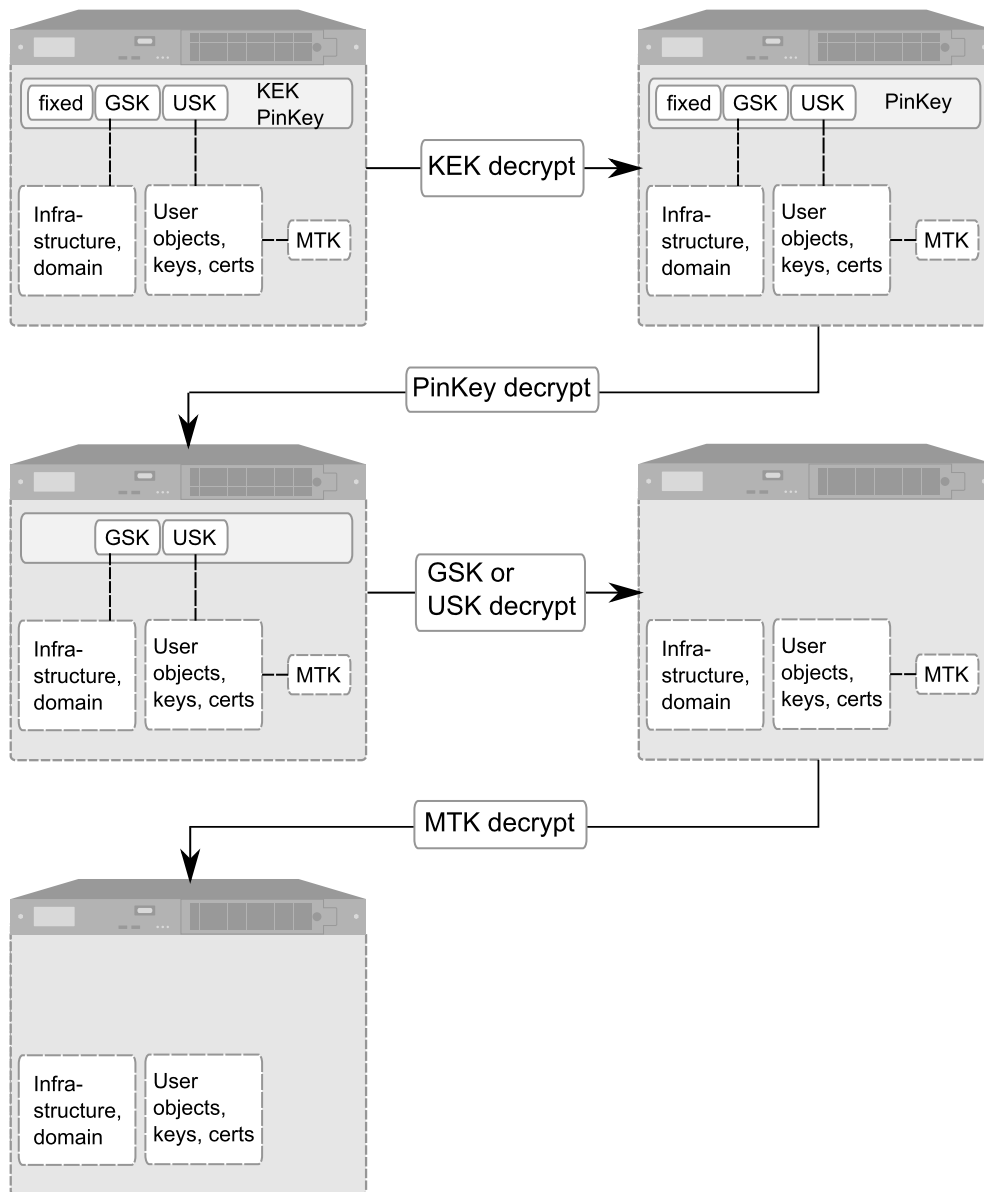 fixed GSK USK KEK
PinKey
Infra-
structure,
domain
User
objects,
keys, certs
MTK
KEK decrypt
fixed GSK USK PinKey
Infra-
structure,
domain
User
objects,
keys, certs
MTK
PinKey decrypt
GSK USK
Infra-
structure,
domain
User
objects,
keys, certs
MTK
GSK or
USK decrypt
Infra-
structure,
domain
User
objects,
keys, certs
MTK
MTK decrypt
Infra-
structure,
domain
User
objects,
keys, certs